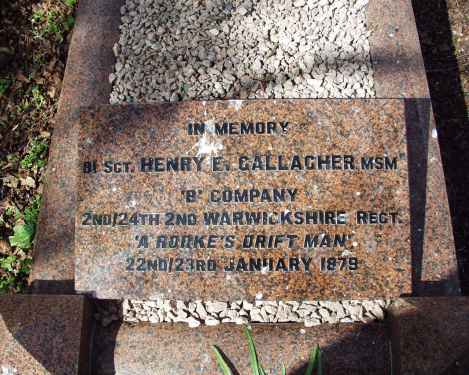 IN MEMORY
81 SGT. HENRY E. GALLAGHER MSM
'B' COMPANY
2ND/24TH 2ND WARWICKSHIRE REGT.
'A RORKE'S DRIFT MAN'
22ND/23RD JANUARY 1879